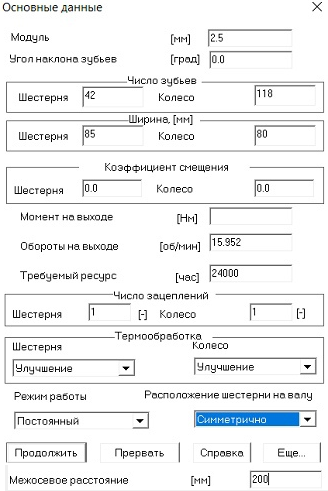 Основные данные
Модуль [мм] 2.5
Угол наклона зубьев [град] 0.0
Число зубьев
Шестерня 42 Колесо 118
Ширина, [мм]
Шестерня 85 Колесо 80
Коэффициент смещения
Шестерня 0.0 Колесо 0.0
Момент на выходе [Нм]
Обороты на выходе [об/мин] 15.952
Требуемый ресурс [час] 24000
Число зацеплений
Шестерня 1 [-] Колесо 1 [-]
Термообработка
Шестерня Колесо
Улучшение Улучшение
Режим работы Расположение шестерни на валу
Постоянный Симметрично
Продолжить Прервать Справка Еще...
Межосевое расстояние [мм] 200